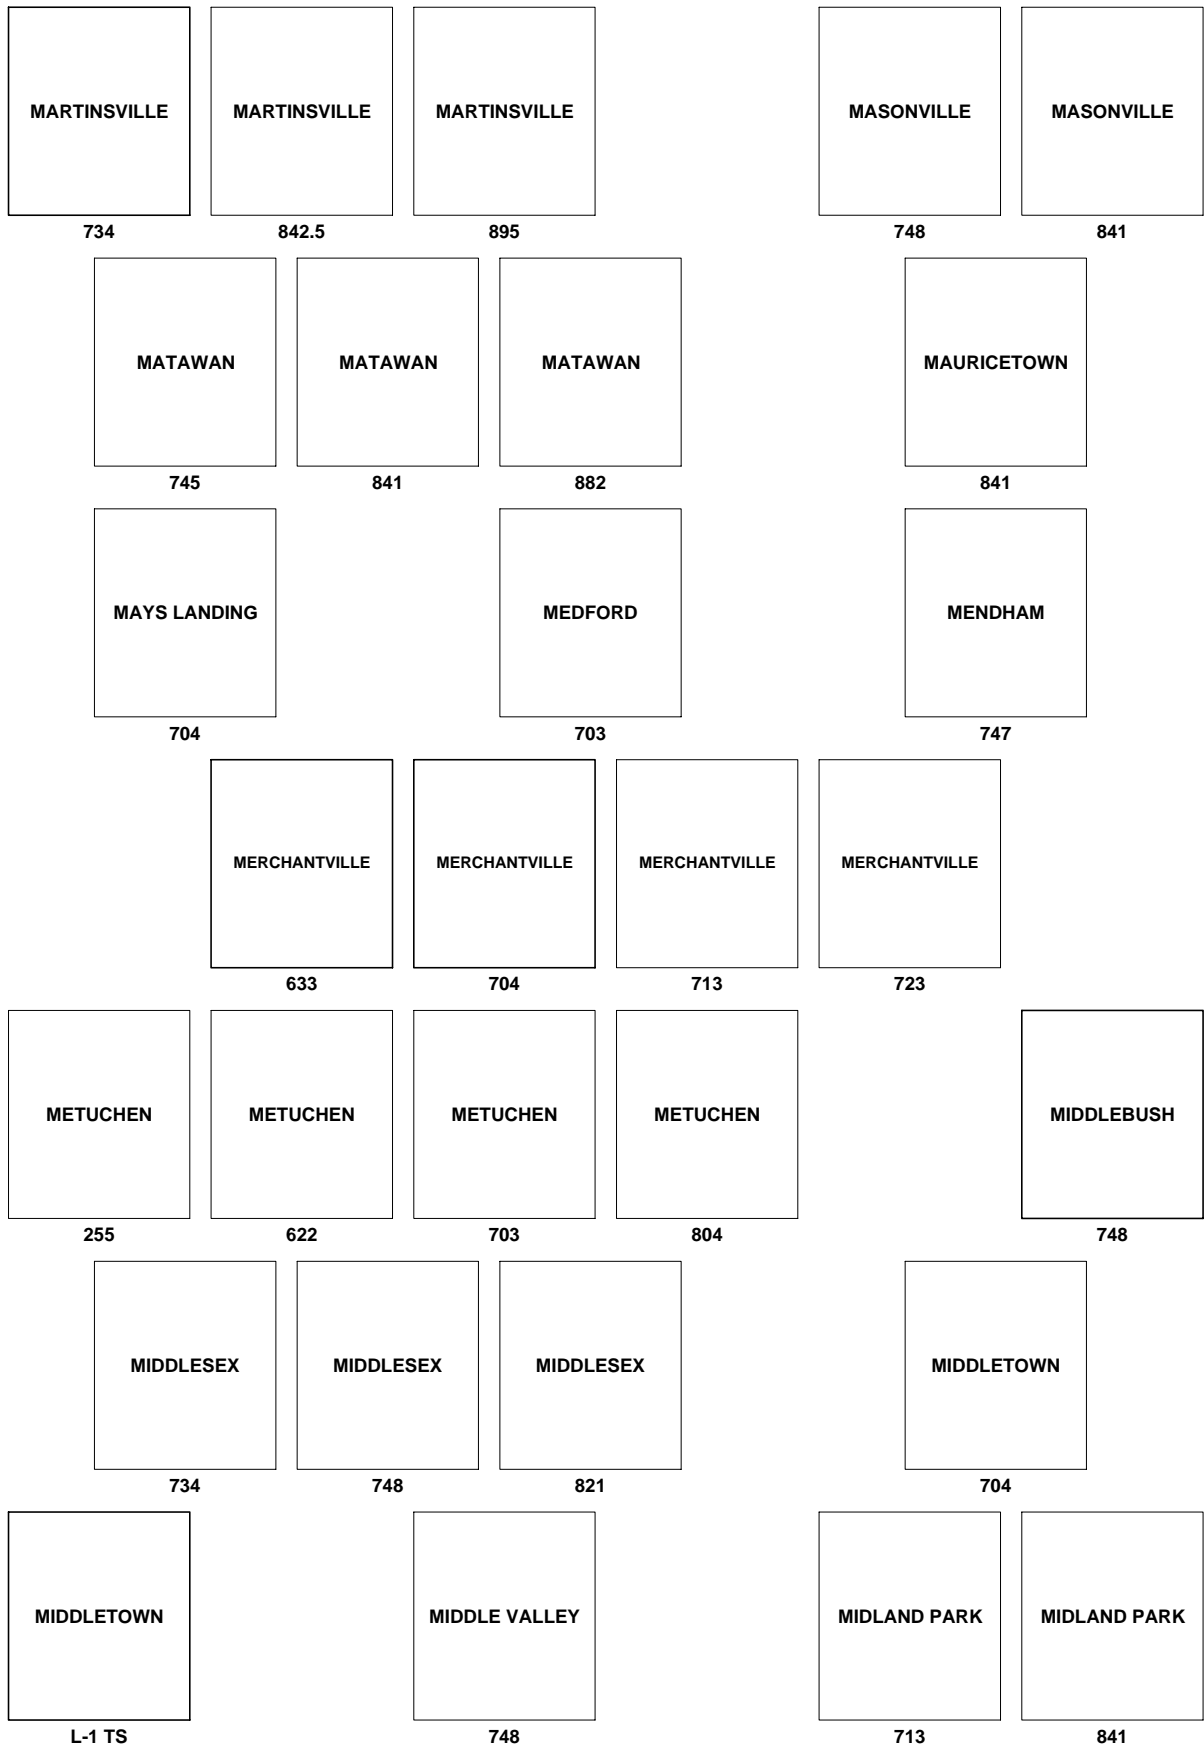 MARTINSVILLE MARTINSVILLE MARTINSVILLE MASONVILLE MASONVILLE
734 842.5 895 748 841
MATAWAN MATAWAN MATAWAN MAURICETOWN
745 841 882 841
MAYS LANDING MEDFORD MENDHAM
704 703 747
MERCHANTVILLE MERCHANTVILLE MERCHANTVILLE MERCHANTVILLE
633 704 713 723
METUCHEN METUCHEN METUCHEN METUCHEN MIDDLEBUSH
255 622 703 804 748
MIDDLESEX MIDDLESEX MIDDLESEX MIDDLETOWN
734 748 821 704
MIDDLETOWN MIDDLE VALLEY MIDLAND PARK MIDLAND PARK
L-1 TS 748 713 841